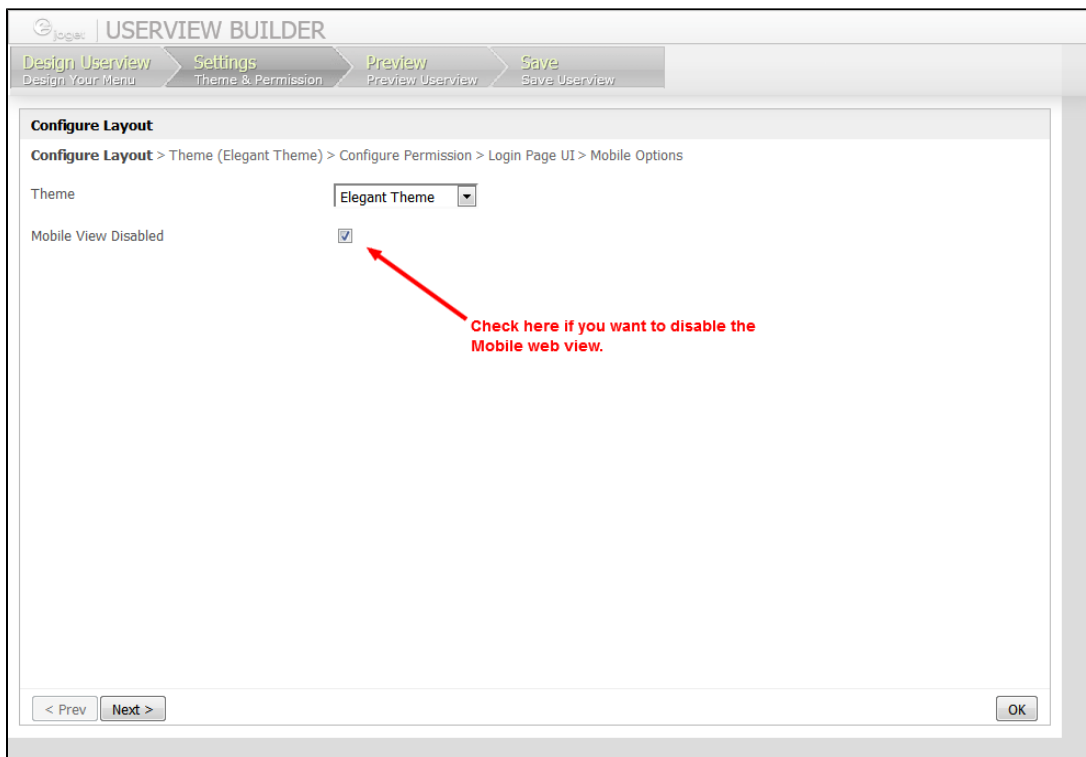 joget | USERVIEW BUILDER
Design Userview Settings Preview Save
Design Your Menu Theme & Permission Preview Userview Save Userview
Configure Layout
Configure Layout > Theme (Elegant Theme) > Configure Permission > Login Page UI > Mobile Options
Theme Elegant Theme
Mobile View Disabled
Check here if you want to disable the
Mobile web view.
< Prev Next > OK